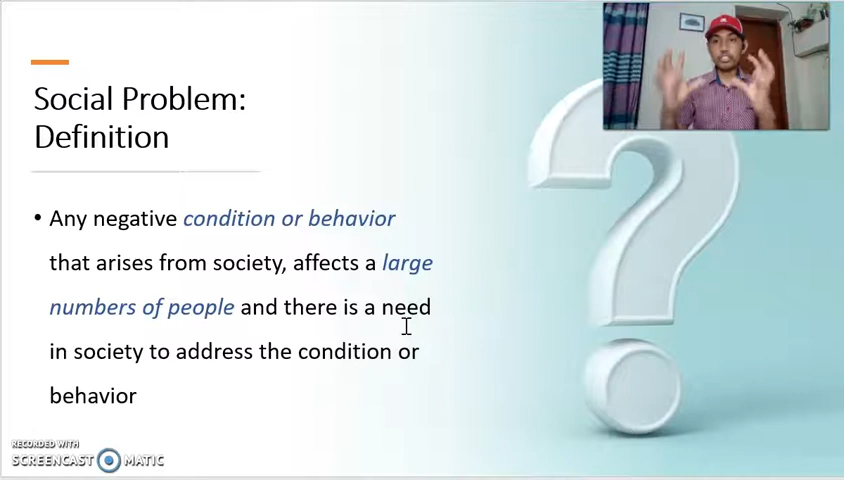 Social Problem:
Definition
• Any negative condition or behavior
that arises from society, affects a large
numbers of people and there is a need
in society to address the condition or
behavior
RECORDED WITH
SCREENCAST MATIC